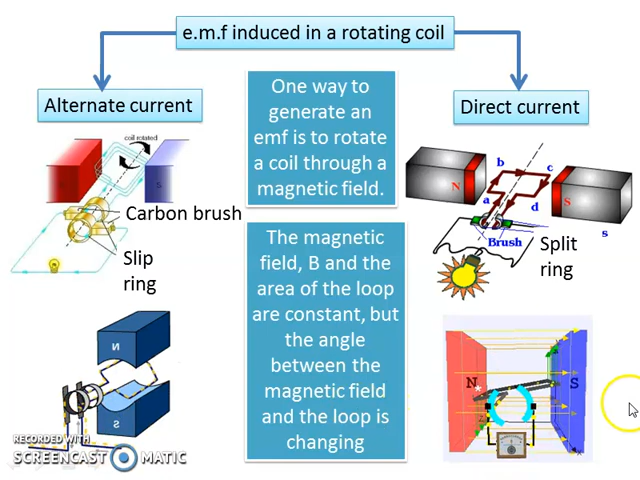 e.m.f induced in a rotating coil
Alternate current
coil rotated
Carbon brush
Slip
ring
One way to
generate an
emf is to rotate
a coil through a
magnetic field.
The magnetic
field, B and the
area of the loop
are constant, but
the angle
between the
magnetic field
and the loop is
changing
Direct current
b
c
N
S
a
d
s
Brush
Split
ring
N
S
N
S
RECORDED WITH
SCREENCAST MATIC